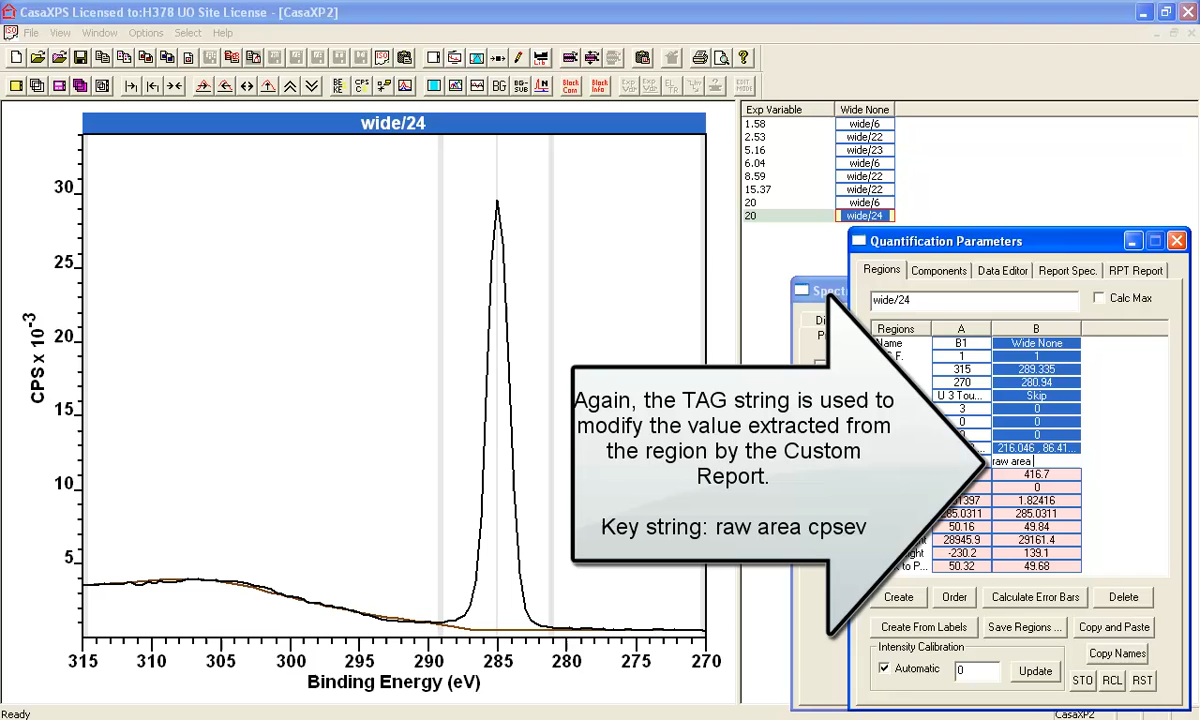 CasaXPS Licensed to:H378 UO Site License - [CasaXP2]
File View Window Options Select Help
wide/24
CPS x 10^-3
30
25
20
15
10
5
315 310 305 300 295 290 285 280 275 270
Binding Energy (eV)
Exp Variable Wide None
1.58 wide/6
2.53 wide/22
5.16 wide/23
6.04 wide/6
8.59 wide/22
15.37 wide/22
20 wide/6
20 wide/24
Quantification Parameters
Regions Components Data Editor Report Spec. RPT Report
wide/24 Calc Max
Regions A B
Name B1 Wide None
1 1
315 289.335
270 280.94
U 3 Tou... Skip
3 0
0
0
216.046 , 86.41...
raw area
416.7
0
1.82416
285.0311 285.0311
50.16 49.84
28945.9 29161.4
-230.2 139.1
50.32 49.68
Again, the TAG string is used to
modify the value extracted from
the region by the Custom
Report.
Key string: raw area cpsev
Create Order Calculate Error Bars Delete
Create From Labels Save Regions ... Copy and Paste
Intensity Calibration
Automatic 0 Update
Copy Names
STO RCL RST
Ready
CasaXP2